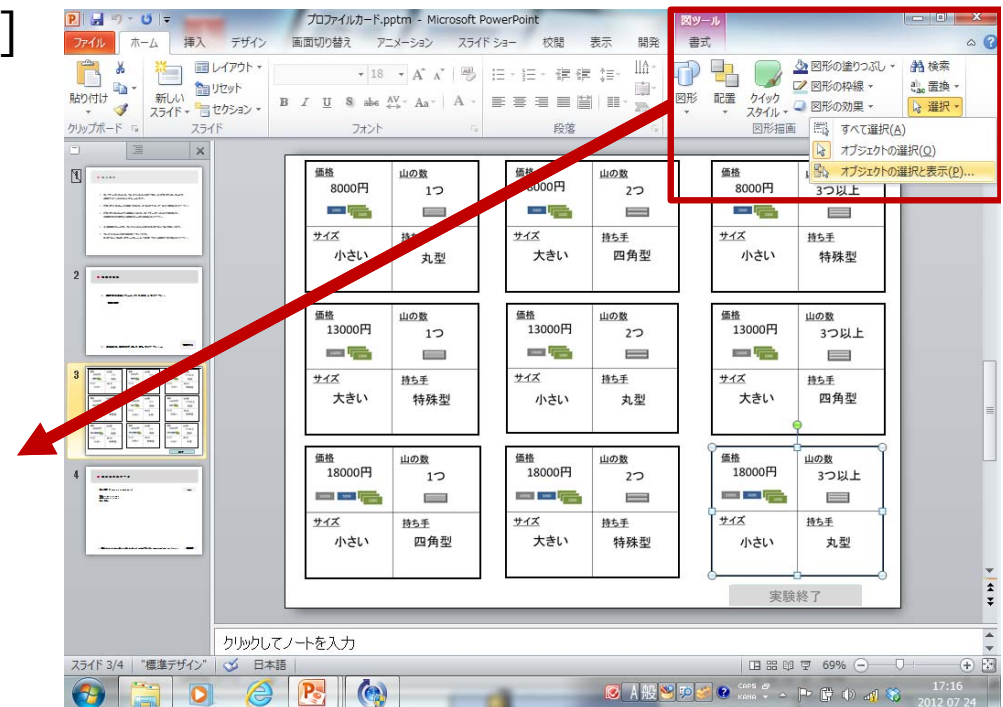 ]
プロファイルカード.pptm - Microsoft PowerPoint
図ツール
ファイル ホーム 挿入 デザイン 画面切り替え アニメーション スライド ショー 校閲 表示 開発 書式
貼り付け
新しい
スライド
レイアウト
リセット
セクション
18
B I U S abc AV Aa A
図形
配置
クイック
スタイル
図形の塗りつぶし
図形の枠線
図形の効果
検索
置換
選択
クリップボード スライド フォント 段落 図形描画
すべて選択(A)
オブジェクトの選択(O)
オブジェクトの選択と表示(P)...
1
2
3
4
価格 山の数
8000円 1つ
サイズ 持ち手
小さい 丸型
山の数
2つ
サイズ 持ち手
大きい 四角型
価格
8000円 3つ以上
サイズ 持ち手
小さい 特殊型
価格 山の数
13000円 1つ
サイズ 持ち手
大きい 特殊型
価格 山の数
13000円 2つ
サイズ 持ち手
小さい 丸型
価格 山の数
13000円 3つ以上
サイズ 持ち手
大きい 四角型
価格 山の数
18000円 1つ
サイズ 持ち手
小さい 四角型
価格 山の数
18000円 2つ
サイズ 持ち手
大きい 特殊型
価格 山の数
18000円 3つ以上
サイズ 持ち手
小さい 丸型
実験終了
クリックしてノートを入力
スライド 3/4 "標準デザイン" 日本語 69%
A 般 CAPS KANA
17:16
2012 07 24